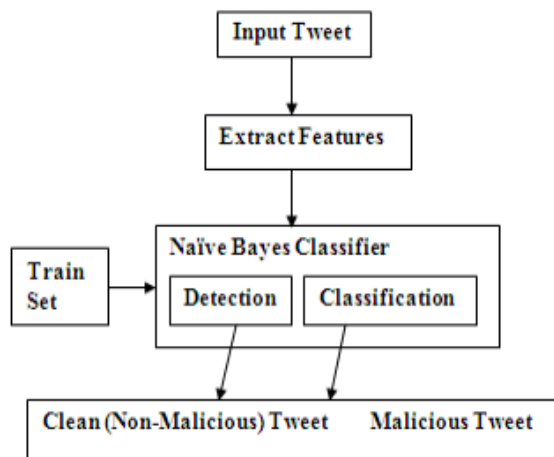 Input Tweet
Extract Features
Naïve Bayes Classifier
Train
Set
Detection
Classification
Clean (Non-Malicious) Tweet
Malicious Tweet